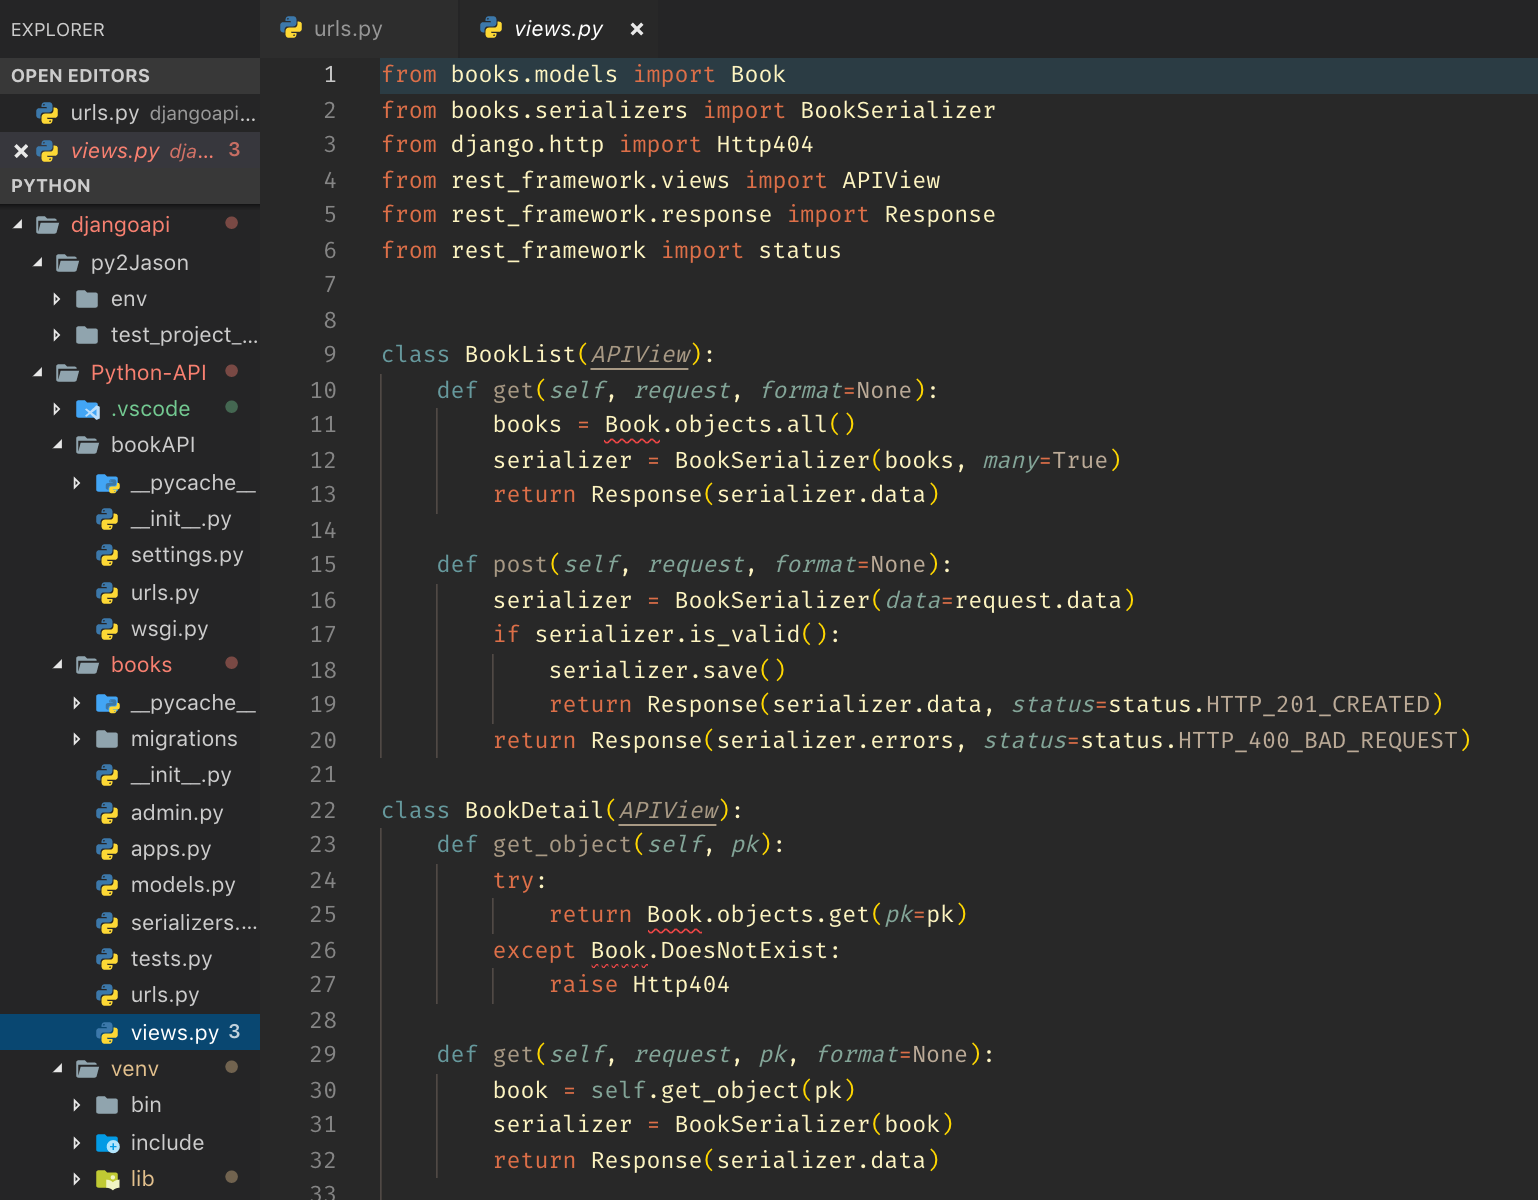 EXPLORER
OPEN EDITORS
urls.py djangoapi...
views.py dja... 3
PYTHON
djangoapi
py2Jason
env
test_project_...
Python-API
.vscode
bookAPI
__pycache__
__init__.py
settings.py
urls.py
wsgi.py
books
__pycache__
migrations
__init__.py
admin.py
apps.py
models.py
serializers....
tests.py
urls.py
views.py 3
venv
bin
include
lib
urls.py views.py
1 from books.models import Book
2 from books.serializers import BookSerializer
3 from django.http import Http404
4 from rest_framework.views import APIView
5 from rest_framework.response import Response
6 from rest_framework import status
7
8
9 class BookList(APIView):
10     def get(self, request, format=None):
11         books = Book.objects.all()
12         serializer = BookSerializer(books, many=True)
13         return Response(serializer.data)
14
15     def post(self, request, format=None):
16         serializer = BookSerializer(data=request.data)
17         if serializer.is_valid():
18             serializer.save()
19             return Response(serializer.data, status=status.HTTP_201_CREATED)
20         return Response(serializer.errors, status=status.HTTP_400_BAD_REQUEST)
21
22 class BookDetail(APIView):
23     def get_object(self, pk):
24         try:
25             return Book.objects.get(pk=pk)
26         except Book.DoesNotExist:
27             raise Http404
28
29     def get(self, request, pk, format=None):
30         book = self.get_object(pk)
31         serializer = BookSerializer(book)
32         return Response(serializer.data)
33